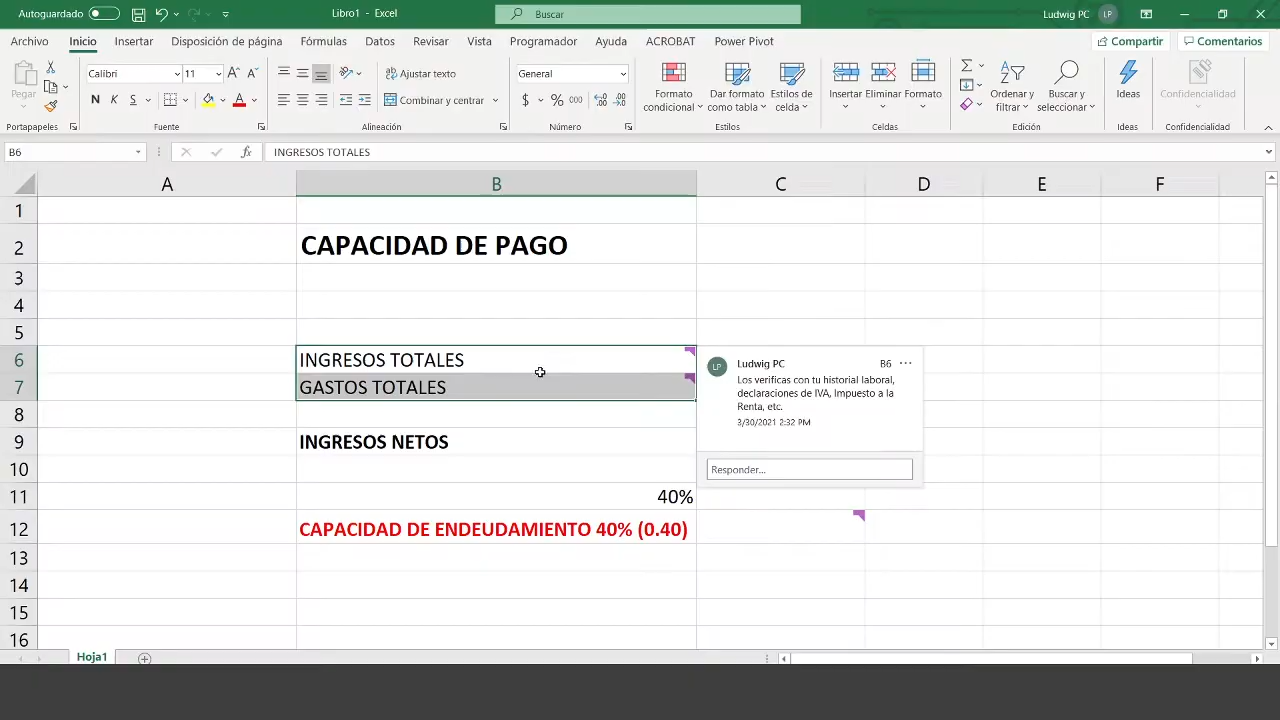 Autoguardado
Libro1 - Excel
Buscar
Ludwig PC
LP
Archivo
Inicio
Insertar
Disposición de página
Fórmulas
Datos
Revisar
Vista
Programador
Ayuda
ACROBAT
Power Pivot
Compartir
Comentarios
Pegar
Calibri
11
N K S
Ajustar texto
Combinar y centrar
General
$ % 000
Formato condicional
Dar formato como tabla
Estilos de celda
Insertar
Eliminar
Formato
Ordenar y filtrar
Buscar y seleccionar
Ideas
Confidencialidad
Portapapeles
Fuente
Alineación
Número
Estilos
Celdas
Edición
Ideas
Confidencialidad
B6
fx
INGRESOS TOTALES
A B C D E F
1
2 CAPACIDAD DE PAGO
3
4
5
6 INGRESOS TOTALES
7 GASTOS TOTALES
8
9 INGRESOS NETOS
10
11 40%
12 CAPACIDAD DE ENDEUDAMIENTO 40% (0.40)
13
14
15
16
LP
Ludwig PC
B6
Los verificas con tu historial laboral,
declaraciones de IVA, Impuesto a la
Renta, etc.
3/30/2021 2:32 PM
Responder...
Hoja1